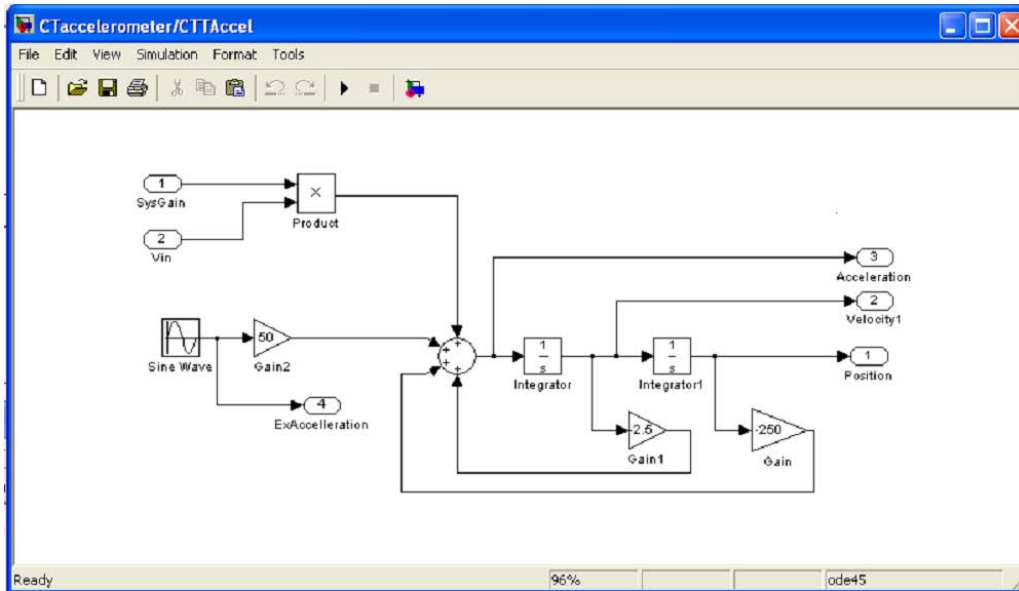 CTaccelerometer/CTTAccel
File Edit View Simulation Format Tools
1
SysGain
×
Product
2
Vin
3
Acceleration
2
Velocity1
Sine Wave
50
Gain2
+ + + +
1
s
Integrator
1
s
Integrator1
1
Position
4
ExAccelleration
-2.5
Gain1
-250
Gain
Ready 96% ode45